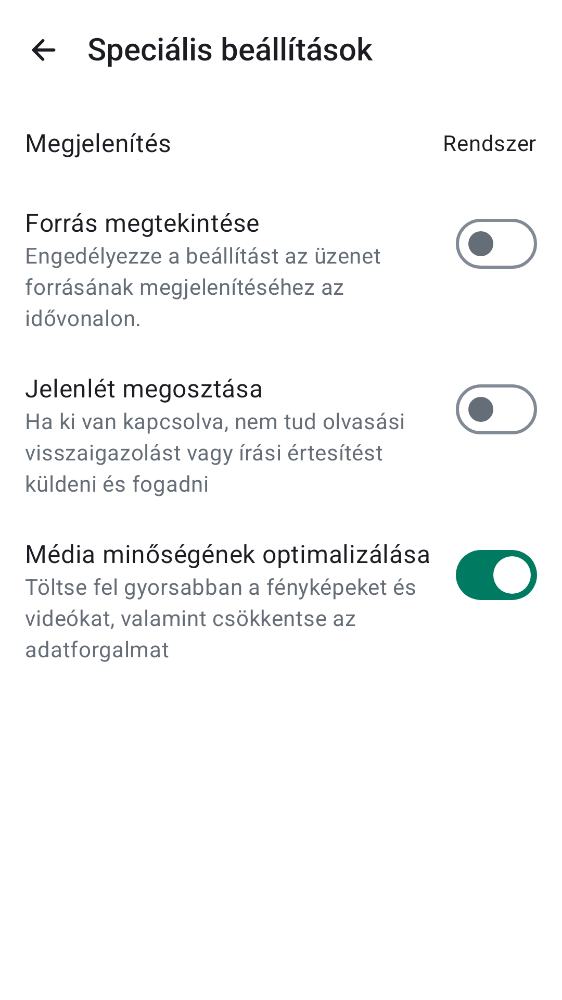 Speciális beállítások
Megjelenítés Rendszer
Forrás megtekintése
Engedélyezze a beállítást az üzenet
forrásának megjelenítéséhez az
idővonalon.
Jelenlét megosztása
Ha ki van kapcsolva, nem tud olvasási
visszaigazolást vagy írási értesítést
küldeni és fogadni
Média minőségének optimalizálása
Töltse fel gyorsabban a fényképeket és
videókat, valamint csökkentse az
adatforgalmat